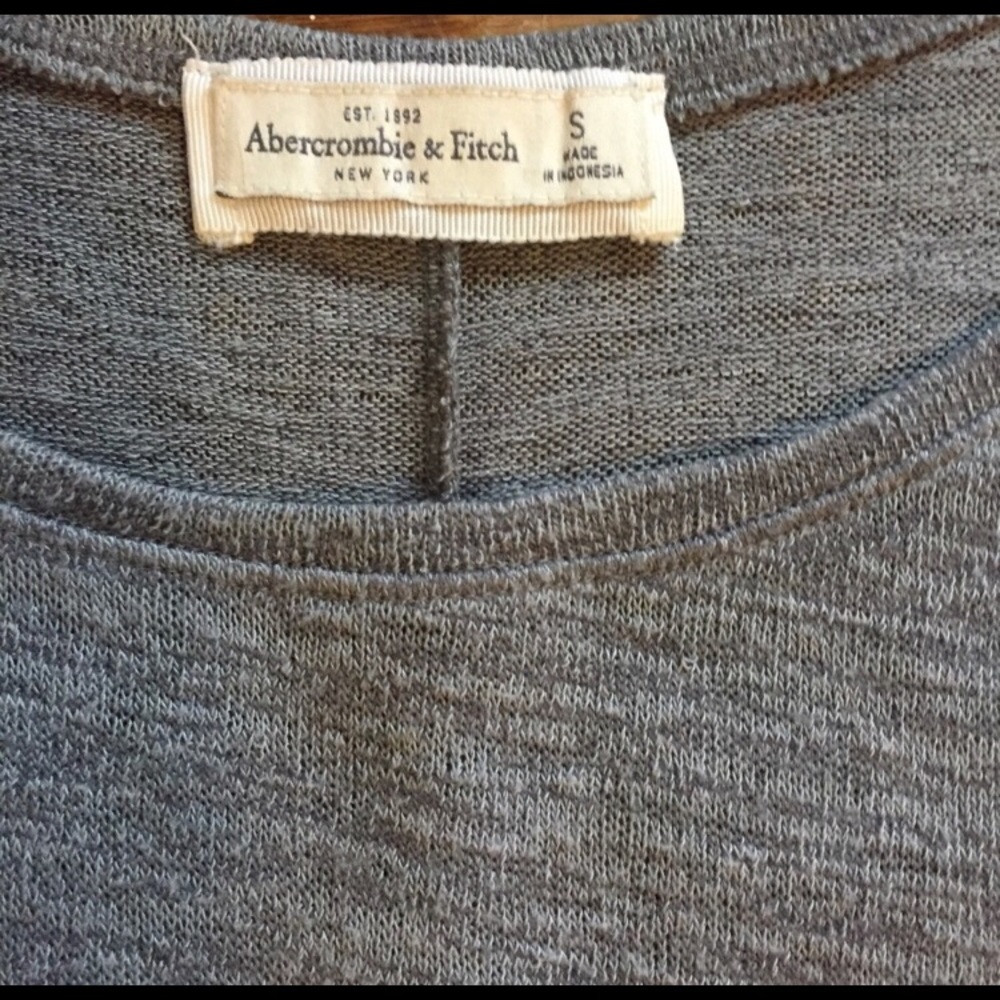 EST. 1892
Abercrombie & Fitch
NEW YORK
S
MADE
IN INDONESIA